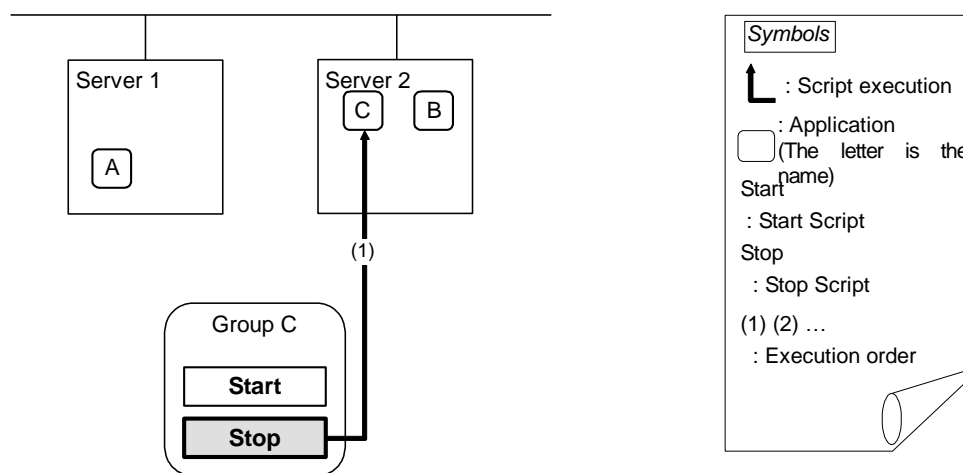 Server 1
Server 2
C
B
A
(1)
Group C
Start
Stop
Symbols
: Script execution
: Application
(The letter is the
name)
Start
: Start Script
Stop
: Stop Script
(1) (2) …
: Execution order